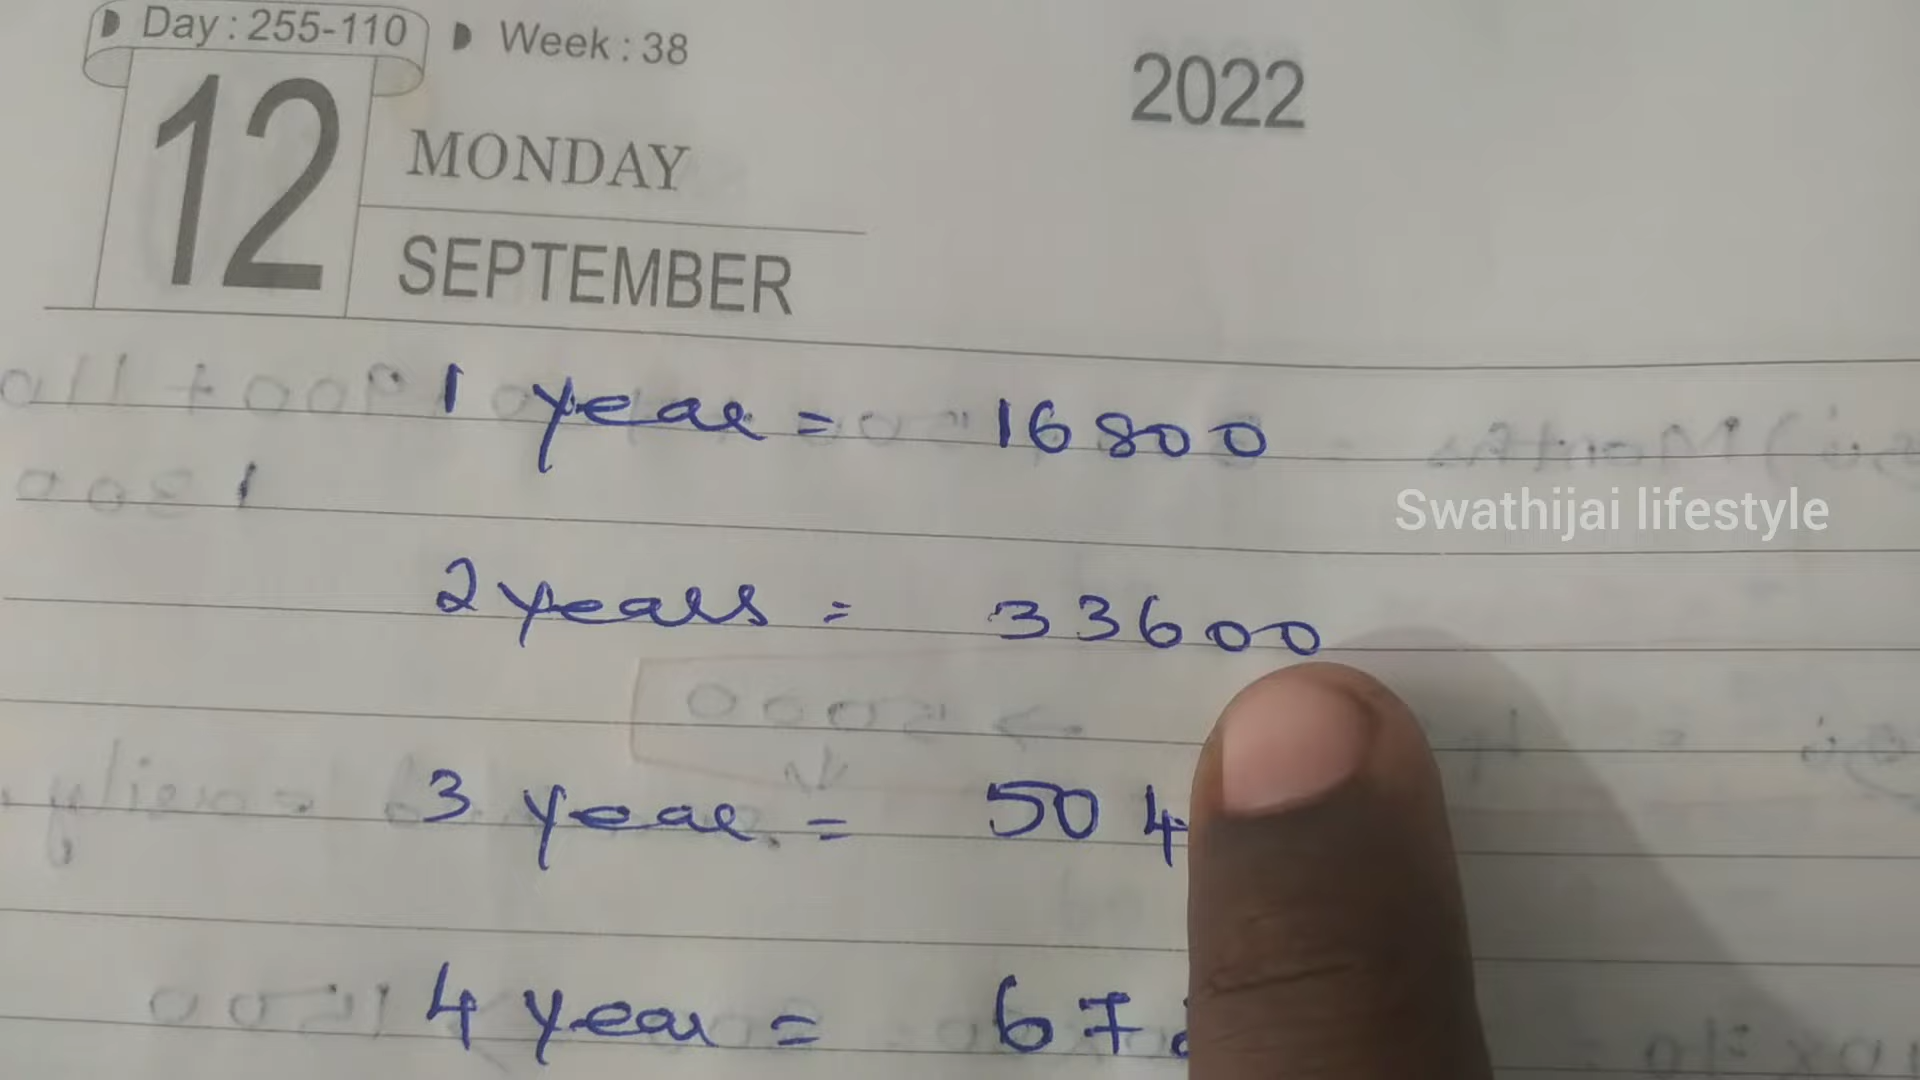 Day : 255-110 Week : 38
2022
12
MONDAY
SEPTEMBER
1 year = 16800
Swathijai lifestyle
2 years = 33600
3 year = 504
4 year = 67